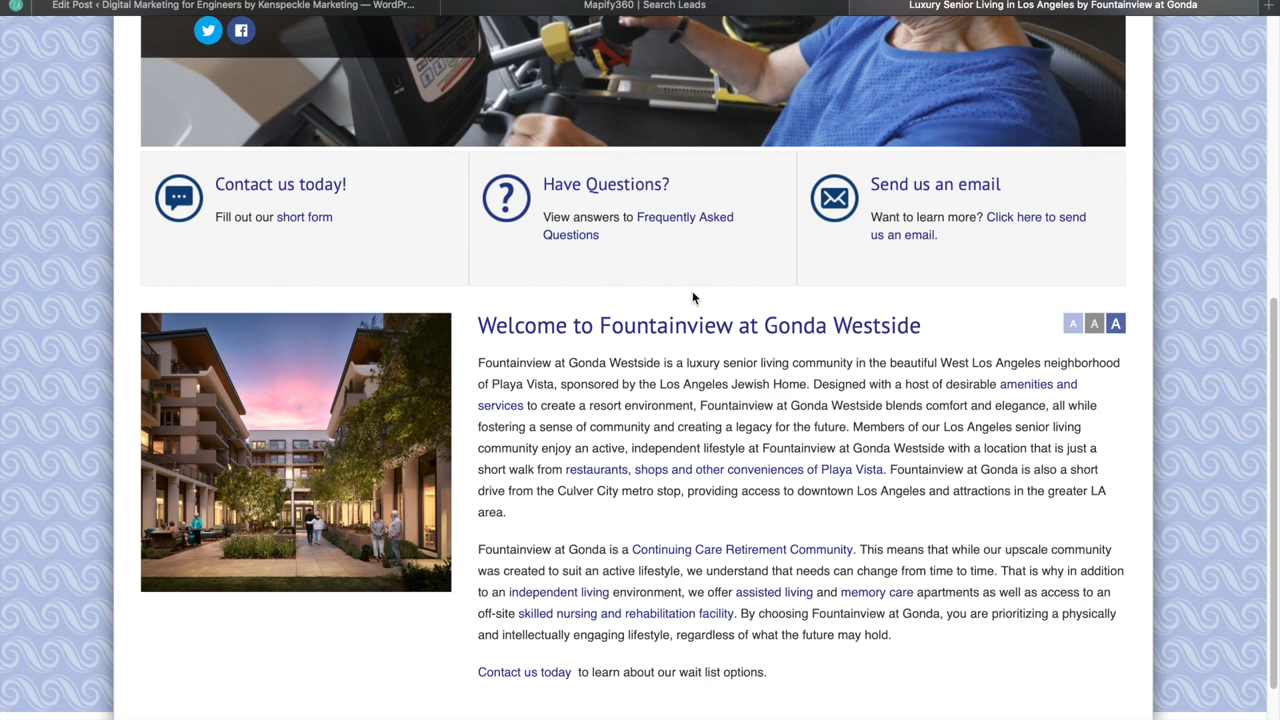 Edit Post ‹ Digital Marketing for Engineers by Kenspeckle Marketing — WordPr...
Mapify360 | Search Leads
Luxury Senior Living in Los Angeles by Fountainview at Gonda
Contact us today!
Fill out our short form
Have Questions?
View answers to Frequently Asked
Questions
Send us an email
Want to learn more? Click here to send
us an email.
Welcome to Fountainview at Gonda Westside
A A A
Fountainview at Gonda Westside is a luxury senior living community in the beautiful West Los Angeles neighborhood
of Playa Vista, sponsored by the Los Angeles Jewish Home. Designed with a host of desirable amenities and
services to create a resort environment, Fountainview at Gonda Westside blends comfort and elegance, all while
fostering a sense of community and creating a legacy for the future. Members of our Los Angeles senior living
community enjoy an active, independent lifestyle at Fountainview at Gonda Westside with a location that is just a
short walk from restaurants, shops and other conveniences of Playa Vista. Fountainview at Gonda is also a short
drive from the Culver City metro stop, providing access to downtown Los Angeles and attractions in the greater LA
area.
Fountainview at Gonda is a Continuing Care Retirement Community. This means that while our upscale community
was created to suit an active lifestyle, we understand that needs can change from time to time. That is why in addition
to an independent living environment, we offer assisted living and memory care apartments as well as access to an
off-site skilled nursing and rehabilitation facility. By choosing Fountainview at Gonda, you are prioritizing a physically
and intellectually engaging lifestyle, regardless of what the future may hold.
Contact us today to learn about our wait list options.